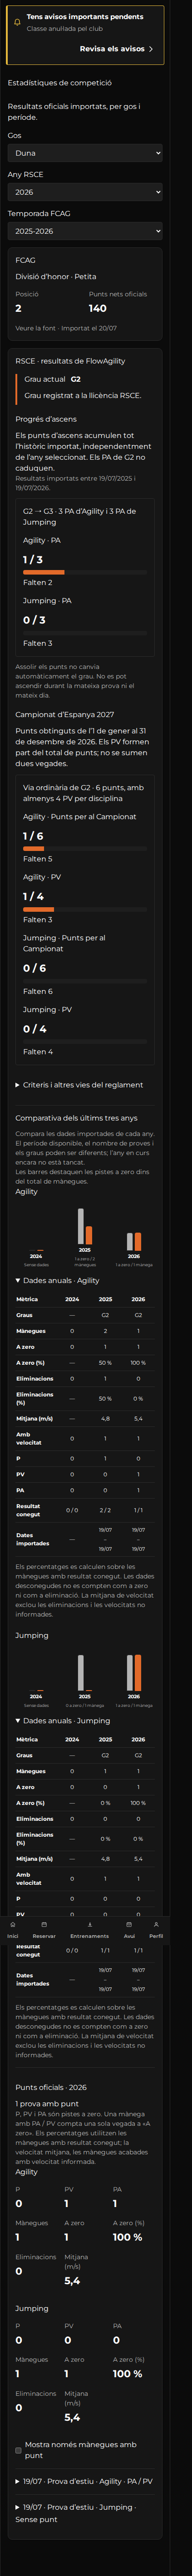 Tens avisos importants pendents
Classe anul·lada pel club
Revisa els avisos
Estadístiques de competició
Resultats oficials importats, per gos i
període.
Gos
Duna
Any RSCE
2026
Temporada FCAG
2025-2026
FCAG
Divisió d'honor · Petita
Posició
Punts nets oficials
2
140
Veure la font · Importat el 20/07
RSCE · resultats de FlowAgility
Grau actual G2
Grau registrat a la llicència RSCE.
Progrés d'ascens
Els punts d'ascens acumulen tot
l'històric importat, independentment
de l'any seleccionat. Els PA de G2 no
caduquen.
Resultats importats entre 19/07/2025 i
19/07/2026.
G2 → G3 · 3 PA d'Agility i 3 PA de
Jumping
Agility · PA
1 / 3
Falten 2
Jumping · PA
0 / 3
Falten 3
Assolir els punts no canvia
automàticament el grau. No es pot
ascendir durant la mateixa prova ni el
mateix dia.
Campionat d'Espanya 2027
Punts obtinguts de l'1 de gener al 31
de desembre de 2026. Els PV formen
part del total de punts; no se sumen
dues vegades.
Via ordinària de G2 · 6 punts, amb
almenys 4 PV per disciplina
Agility · Punts per al Campionat
1 / 6
Falten 5
Agility · PV
1 / 4
Falten 3
Jumping · Punts per al
Campionat
0 / 6
Falten 6
Jumping · PV
0 / 4
Falten 4
Criteris i altres vies del reglament
Comparativa dels últims tres anys
Compara les dades importades de cada any.
El període disponible, el nombre de proves i
els graus poden ser diferents; l'any en curs
encara no està tancat.
Les barres destaquen les pistes a zero dins
del total de mànegues.
Agility
2024 2025 2026
Sense dades 1 a zero / 2 mànegues 1 a zero / 1 mànega
Dades anuals · Agility
Mètrica 2024 2025 2026
Graus — G2 G2
Mànegues 0 2 1
A zero 0 1 1
A zero (%) — 50 % 100 %
Eliminacions 0 1 0
Eliminacions (%) — 50 % 0 %
Mitjana (m/s) — 4,8 5,4
Amb velocitat 0 1 1
P 0 1 0
PV 0 0 1
PA 0 0 1
Resultat conegut 0 / 0 2 / 2 1 / 1
Dates importades — 19/07 – 19/07 19/07 – 19/07
Els percentatges es calculen sobre les
mànegues amb resultat conegut. Les dades
desconegudes no es compten com a zero
ni com a eliminació. La mitjana de velocitat
exclou les eliminacions i les velocitats no
informades.
Jumping
2024 2025 2026
Sense dades 0 a zero / 1 mànega 1 a zero / 1 mànega
Dades anuals · Jumping
Mètrica 2024 2025 2026
Graus — G2 G2
Mànegues 0 1 1
A zero 0 0 1
A zero (%) — 0 % 100 %
Eliminacions 0 0 0
Eliminacions (%) — 0 % 0 %
Mitjana (m/s) — 4,8 5,4
Amb velocitat 0 1 1
P 0 0 0
PV 0 0 0
Inici Reservar Entrenaments Avui Perfil
Resultat conegut 0 / 0 1 / 1 1 / 1
Dates importades — 19/07 – 19/07 19/07 – 19/07
Els percentatges es calculen sobre les
mànegues amb resultat conegut. Les dades
desconegudes no es compten com a zero
ni com a eliminació. La mitjana de velocitat
exclou les eliminacions i les velocitats no
informades.
Punts oficials · 2026
1 prova amb punt
P, PV i PA són pistes a zero. Una mànega
amb PA / PV compta una sola vegada a «A
zero». Els percentatges utilitzen les
mànegues amb resultat conegut; la
velocitat mitjana, les mànegues acabades
amb velocitat informada.
Agility
P PV PA
0 1 1
Mànegues A zero A zero (%)
1 1 100 %
Eliminacions Mitjana (m/s)
0 5,4
Jumping
P PV PA
0 0 0
Mànegues A zero A zero (%)
1 1 100 %
Eliminacions Mitjana (m/s)
0 5,4
Mostra només mànegues amb
punt
19/07 · Prova d'estiu · Agility · PA / PV
19/07 · Prova d'estiu · Jumping ·
Sense punt